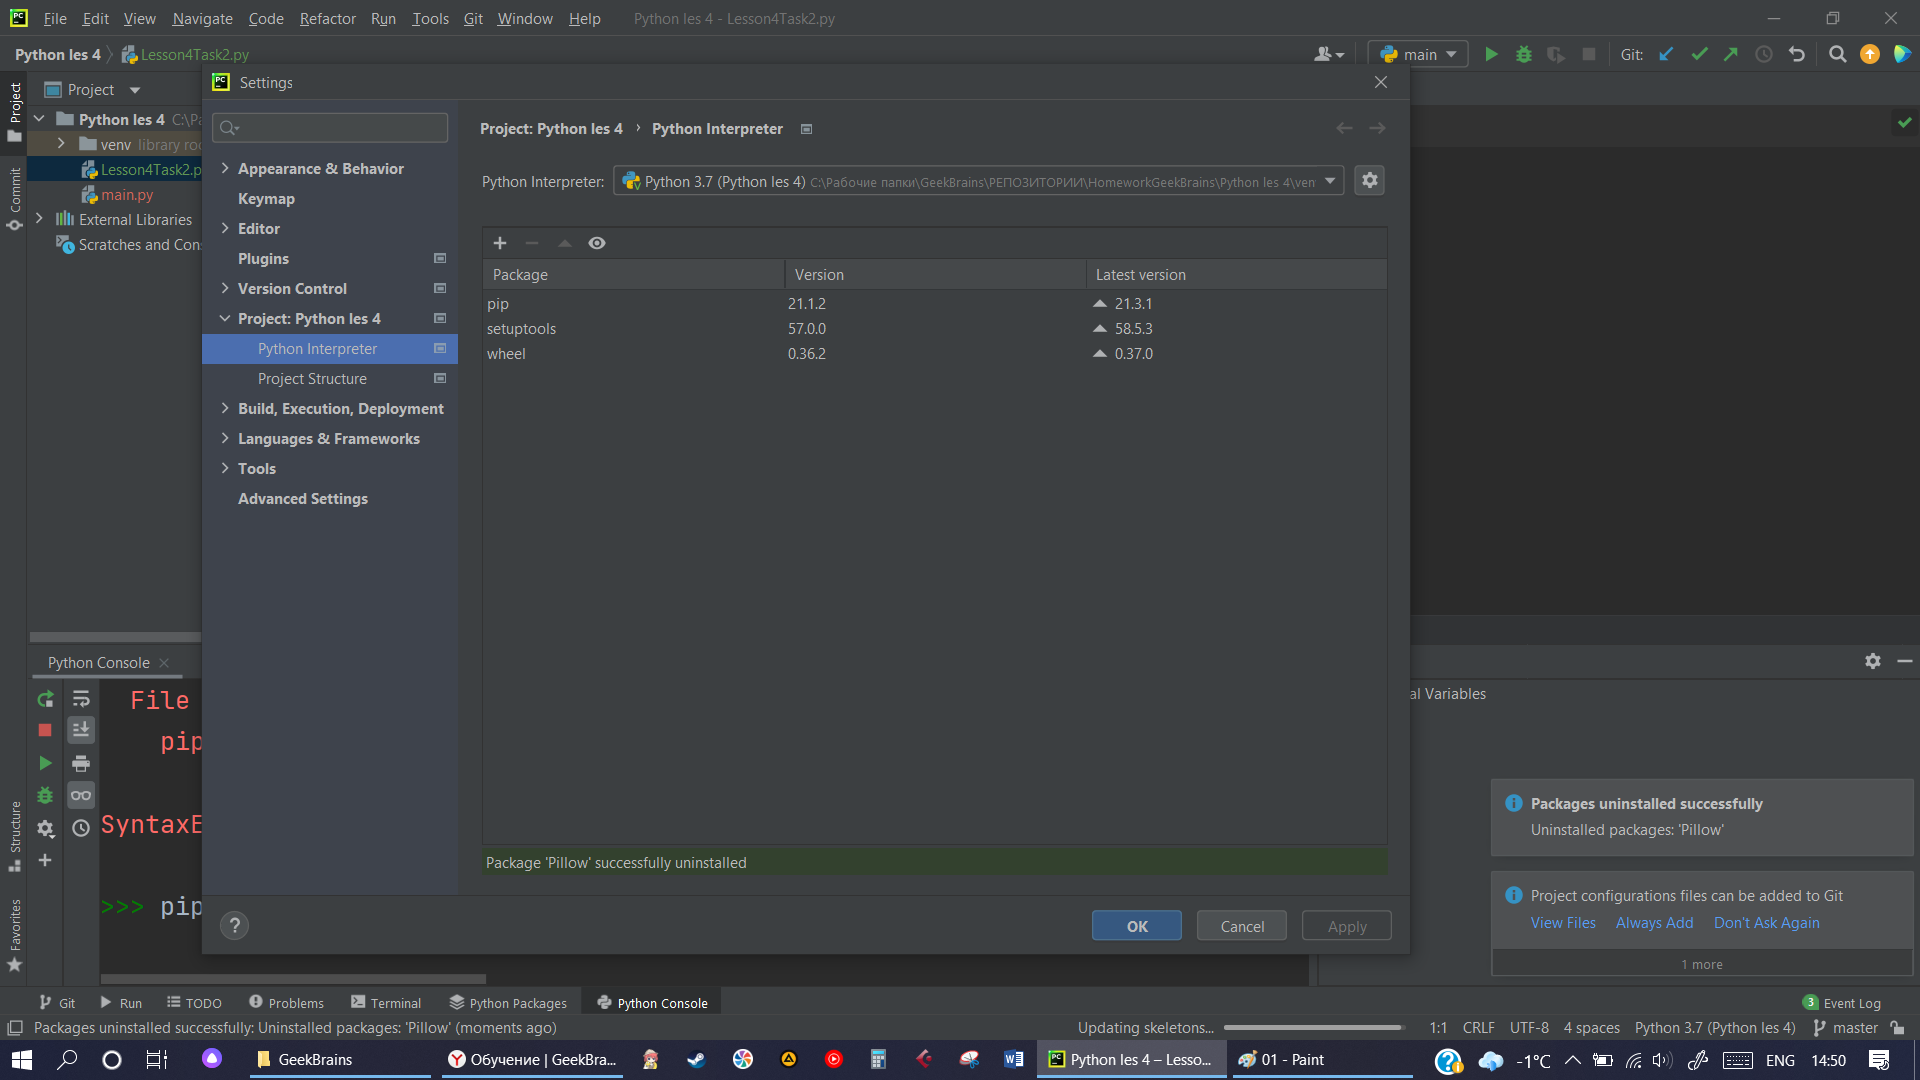 File Edit View Navigate Code Refactor Run Tools Git Window Help Python les 4 - Lesson4Task2.py
Python les 4 Lesson4Task2.py main Git:
Project
Settings
Project
Commit
Structure
Favorites
Python les 4 C:\
venv library
Lesson4Task2.p
main.py
External Libraries
Scratches and
Appearance & Behavior
Keymap
Editor
Plugins
Version Control
Project: Python les 4
Python Interpreter
Project Structure
Build, Execution, Deployment
Languages & Frameworks
Tools
Advanced Settings
Project: Python les 4 › Python Interpreter
Python Interpreter: Python 3.7 (Python les 4) C:\Рабочие папки\GeekBrains\РЕПОЗИТОРИИ\HomeworkGeekBrains\Python les 4\ven
Package Version Latest version
pip 21.1.2 21.3.1
setuptools 57.0.0 58.5.3
wheel 0.36.2 0.37.0
Package 'Pillow' successfully uninstalled
? OK Cancel Apply
Python Console
File
pip
SyntaxE
>>> pip
al Variables
Packages uninstalled successfully
Uninstalled packages: 'Pillow'
Project configurations files can be added to Git
View Files Always Add Don't Ask Again
1 more
Git Run TODO Problems Terminal Python Packages Python Console 3 Event Log
Packages uninstalled successfully: Uninstalled packages: 'Pillow' (moments ago) Updating skeletons... 1:1 CRLF UTF-8 4 spaces Python 3.7 (Python les 4) master
GeekBrains Обучение | GeekBra... Python les 4 – Lesso... 01 - Paint -1°C ENG 14:50